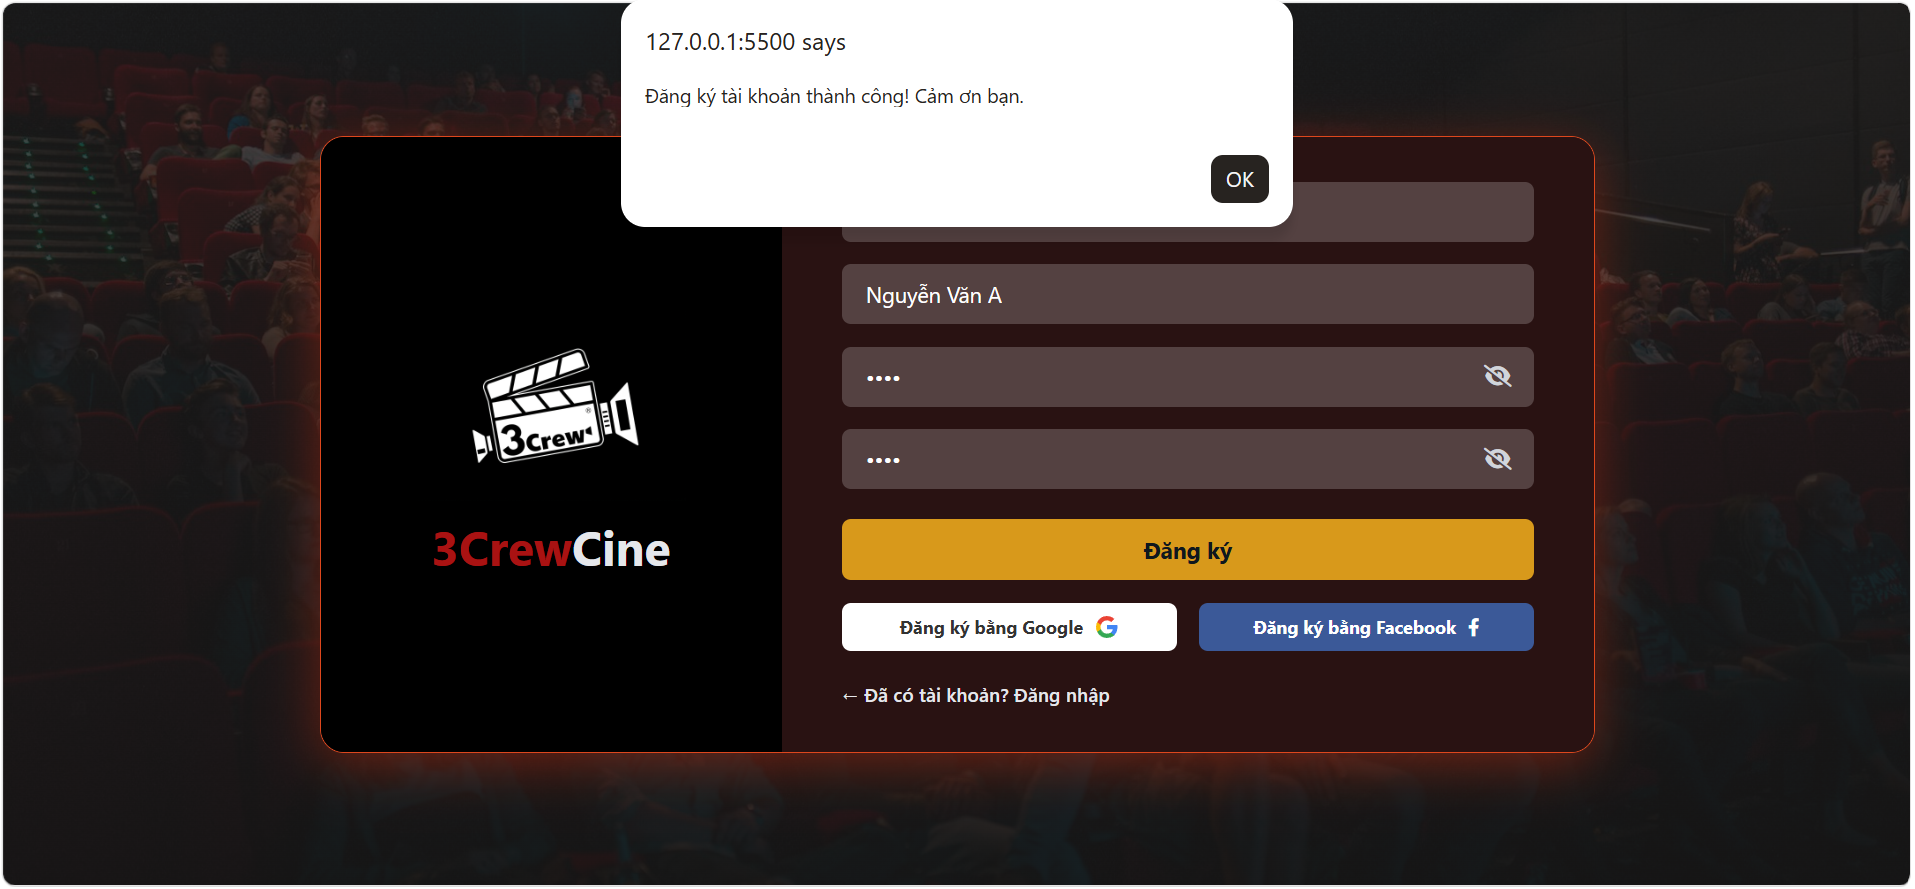 127.0.0.1:5500 says
Đăng ký tài khoản thành công! Cảm ơn bạn.
OK
Nguyễn Văn A
••••
••••
3crew
®
3CrewCine
Đăng ký
Đăng ký bằng Google
Đăng ký bằng Facebook
← Đã có tài khoản? Đăng nhập